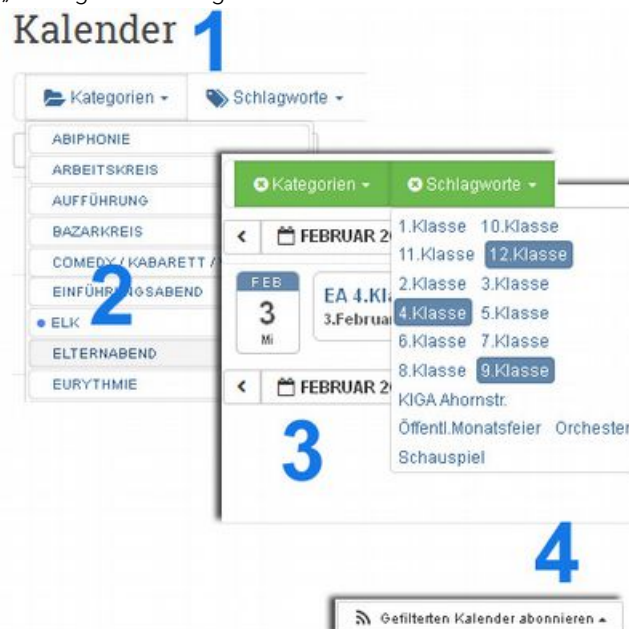 Kalender 1
Kategorien Schlagworte
ABIPHONIE
ARBEITSKREIS
AUFFÜHRUNG
BAZARKREIS
COMEDY / KABARETT /
EINFÜHRUNGSABEND
ELK
ELTERNABEND
EURYTHMIE
2
Kategorien Schlagworte
FEBRUAR 20
FEB
3
Mi
EA 4.Kl
3.Februa
FEBRUAR 20
1.Klasse 10.Klasse
11.Klasse 12.Klasse
2.Klasse 3.Klasse
4.Klasse 5.Klasse
6.Klasse 7.Klasse
8.Klasse 9.Klasse
KIGA Ahornstr.
Öffentl.Monatsfeier Orchester
Schauspiel
3
4
Gefilterten Kalender abonnieren